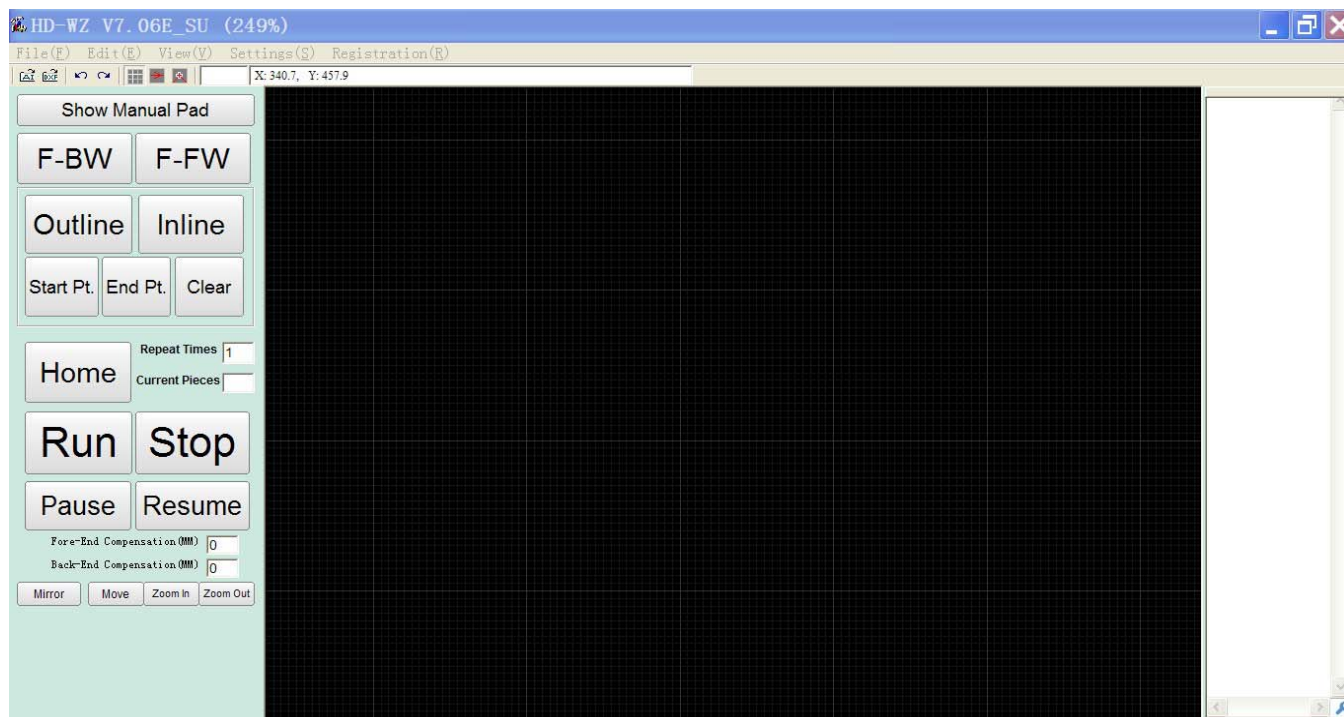 HD-WZ V7.06E_SU (249%)
File(F) Edit(E) View(V) Settings(S) Registration(R)
AI DXF X: 340.7, Y: 457.9
Show Manual Pad
F-BW F-FW
Outline Inline
Start Pt. End Pt. Clear
Repeat Times 1
Home
Current Pieces
Run Stop
Pause Resume
Fore-End Compensation(MM) 0
Back-End Compensation(MM) 0
Mirror Move Zoom In Zoom Out